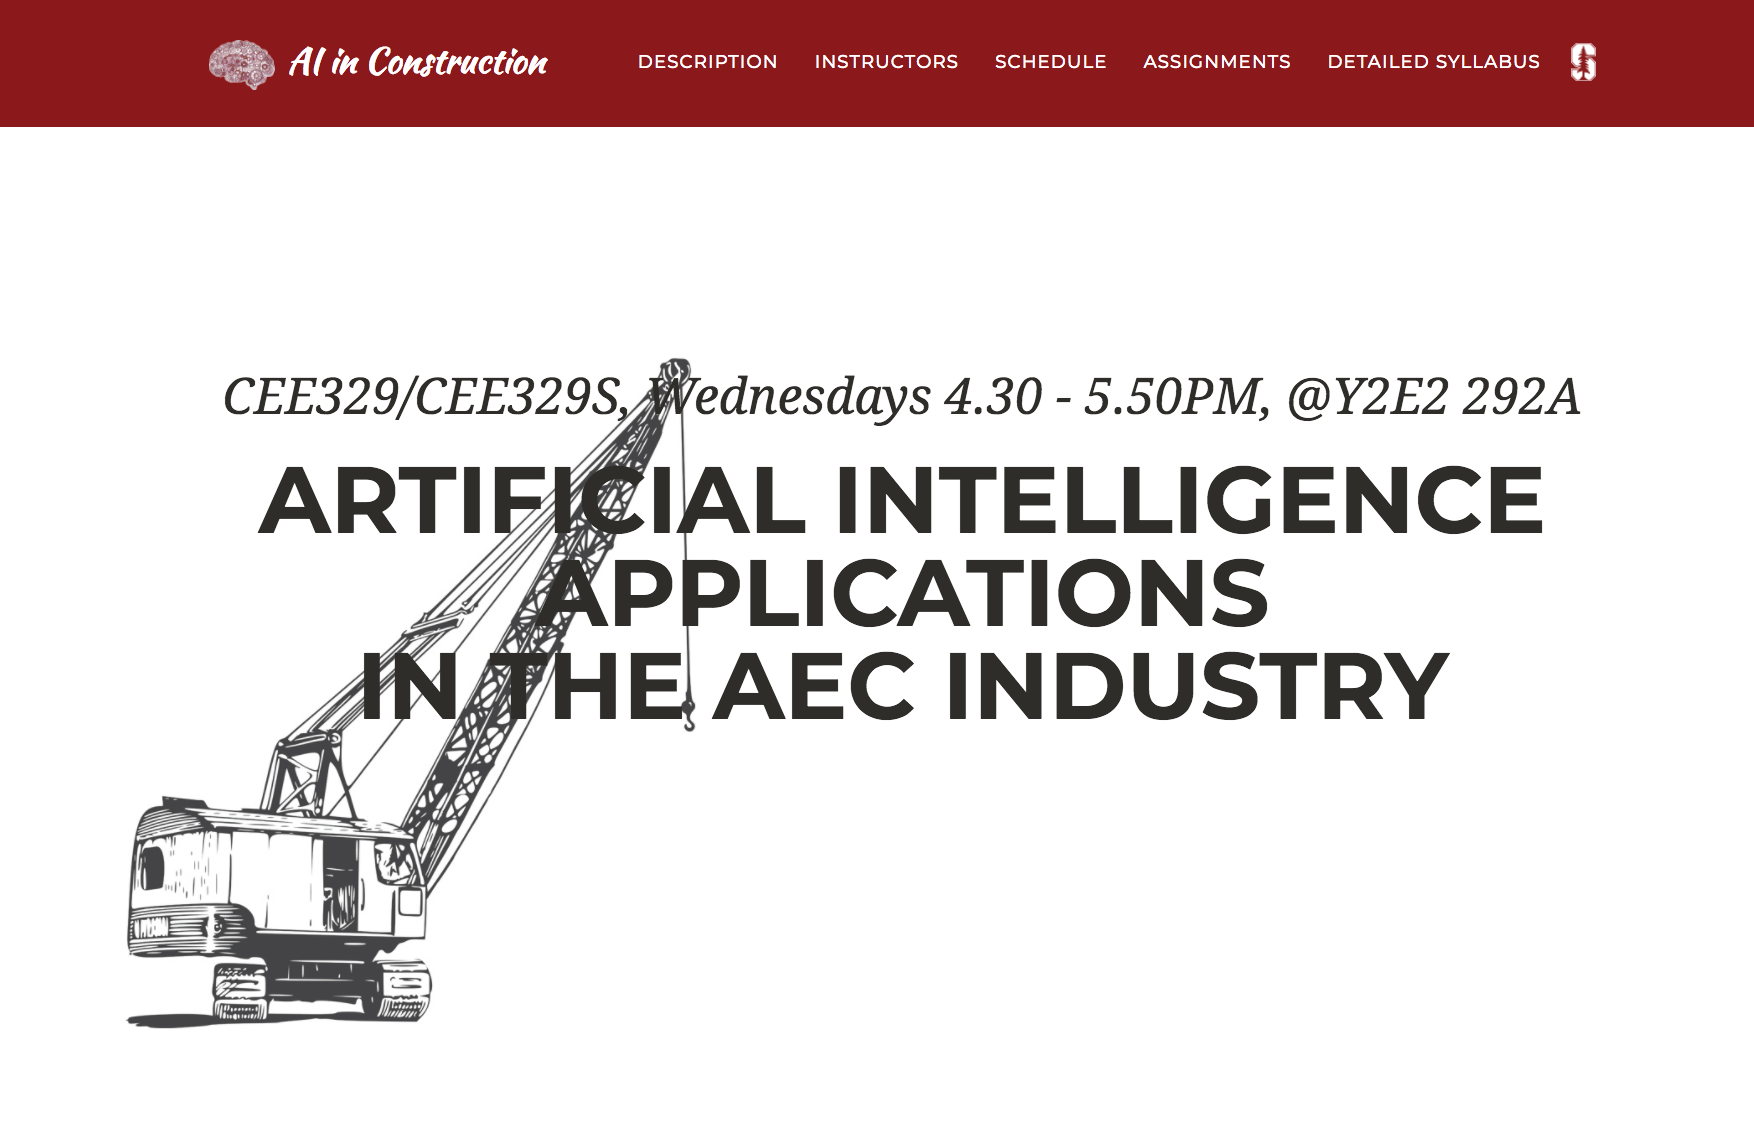 AI in Construction
DESCRIPTION
INSTRUCTORS
SCHEDULE
ASSIGNMENTS
DETAILED SYLLABUS
S
CEE329/CEE329S, Wednesdays 4.30 - 5.50PM, @Y2E2 292A
ARTIFICIAL INTELLIGENCE
APPLICATIONS
IN THE AEC INDUSTRY